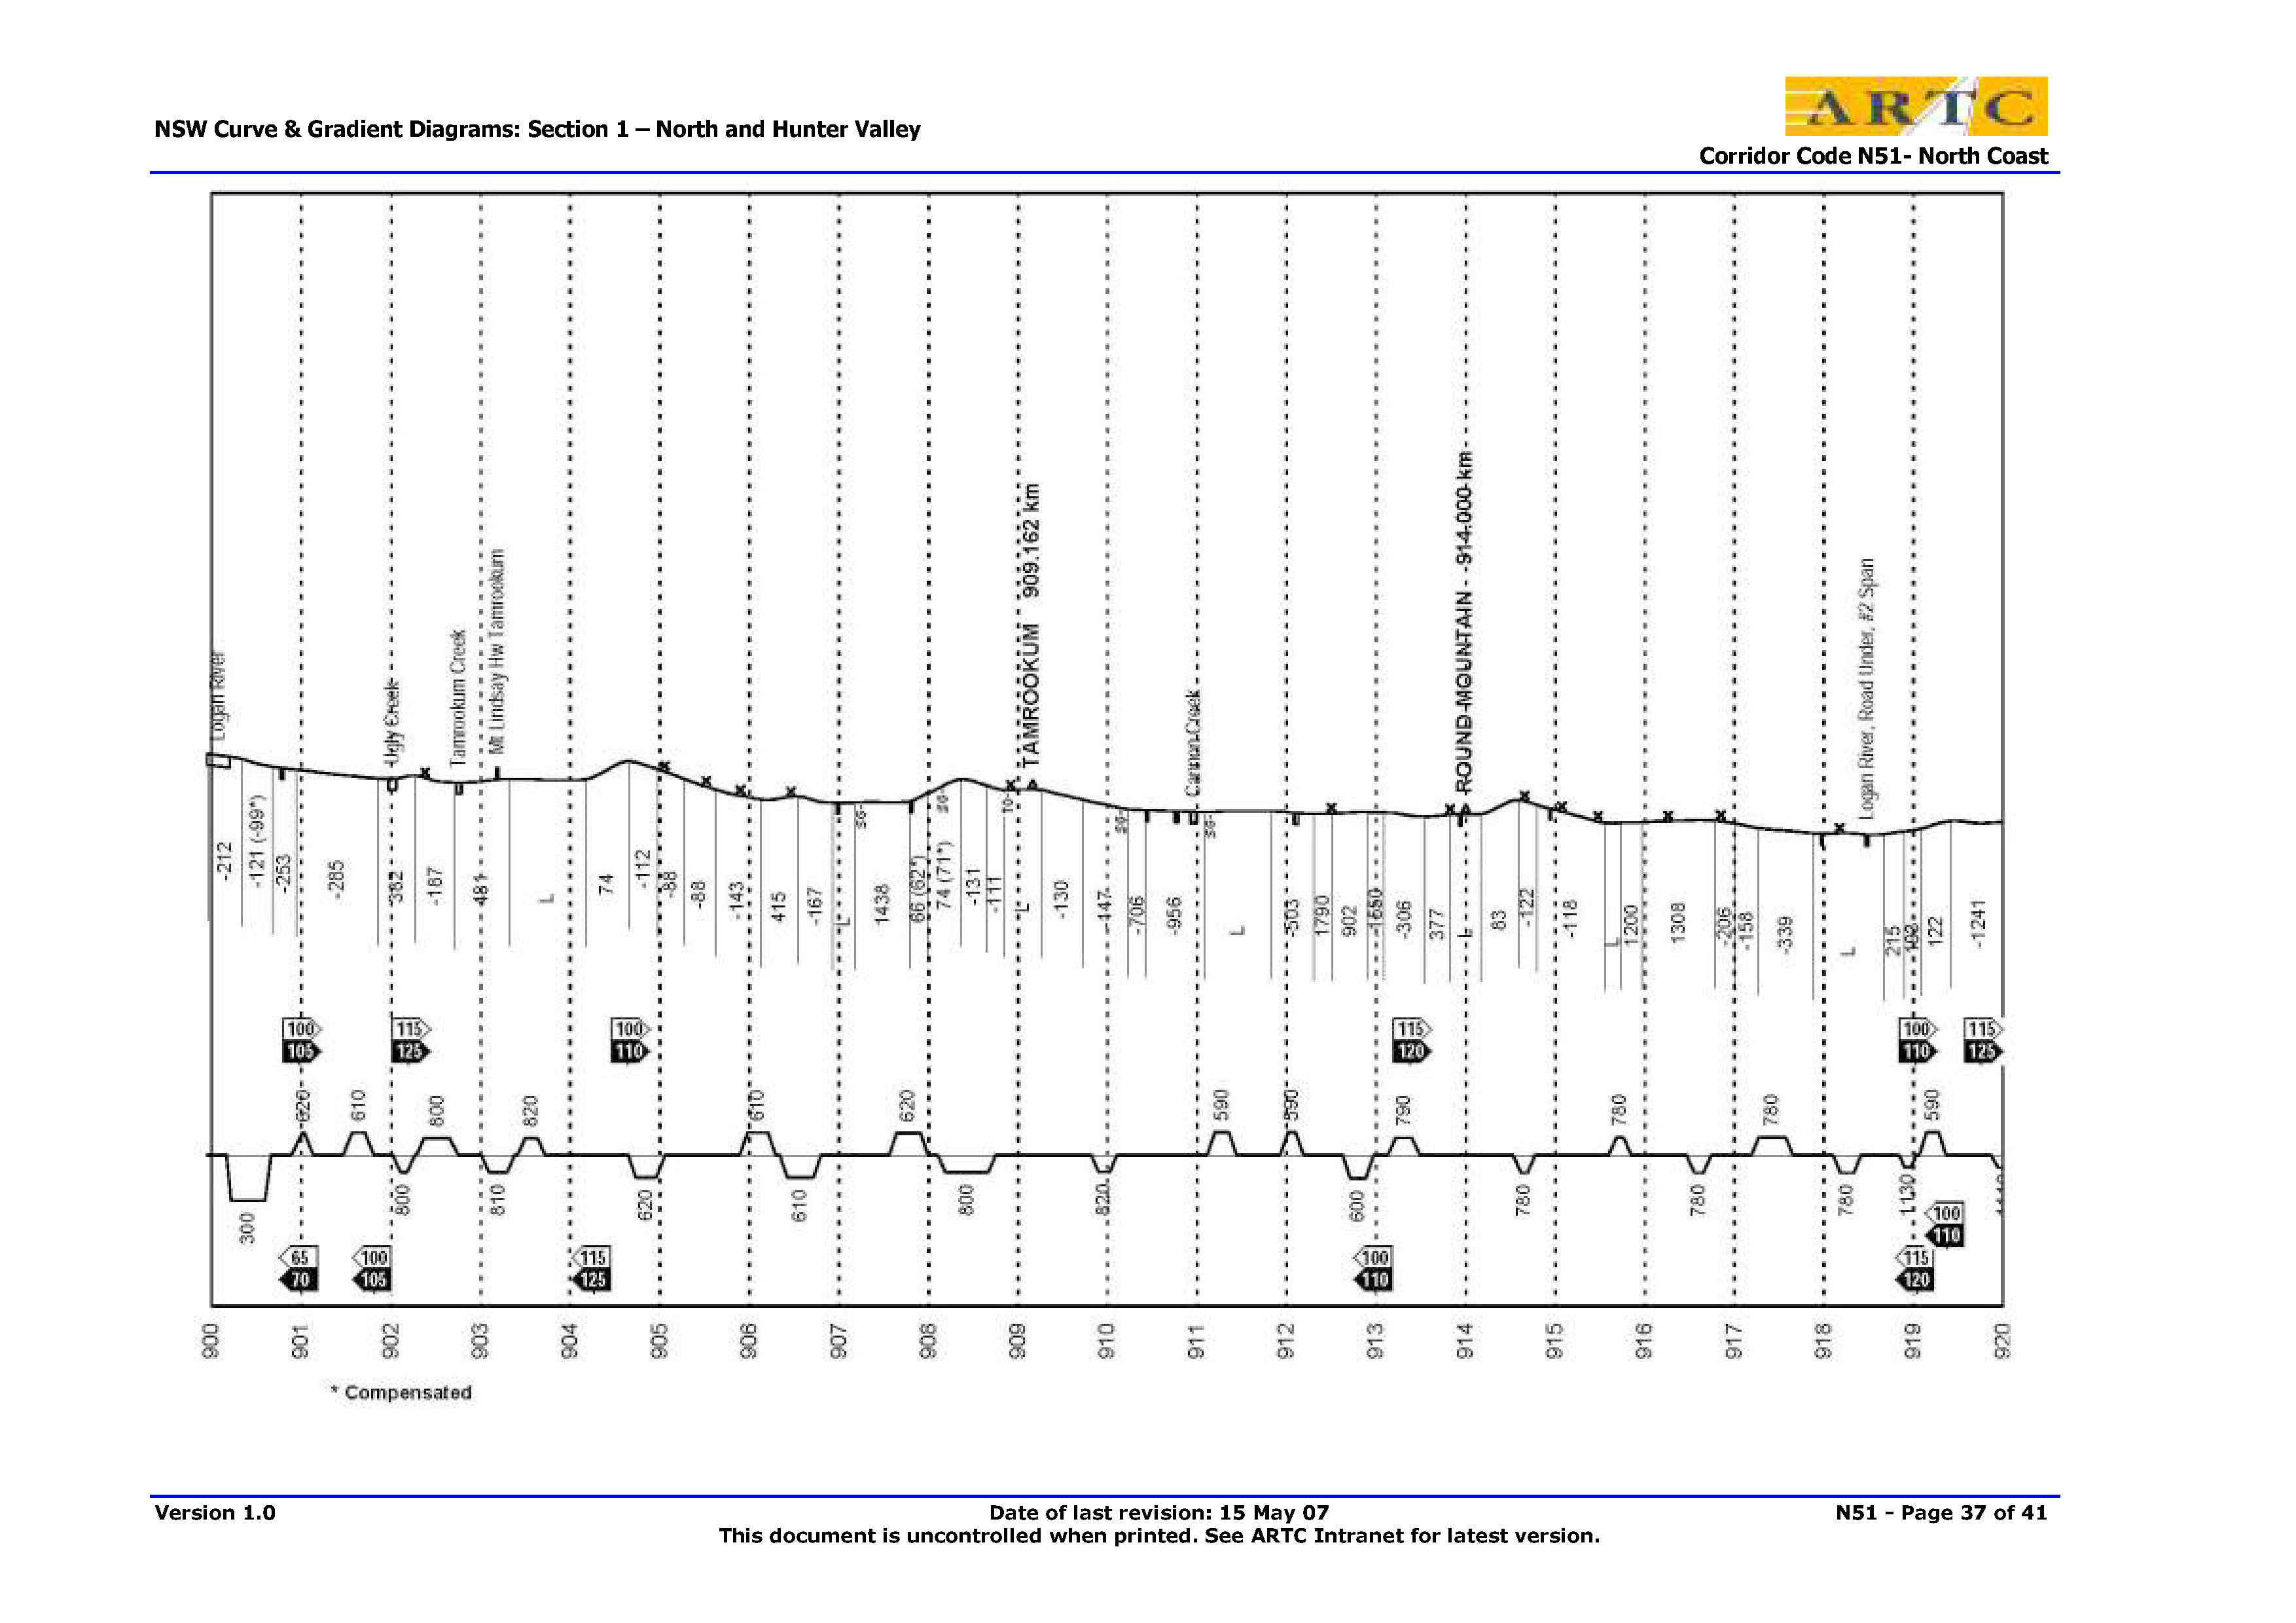 ARTC
NSW Curve & Gradient Diagrams: Section 1 – North and Hunter Valley
Corridor Code N51- North Coast
Logan River
Ugly Creek
Tamrookum Creek
Mt Lindsay Hw Tamrookum
TAMROOKUM 909.162 km
Cannon Creek
ROUND MOUNTAIN 914.000 km
Logan River, Road Under, #2 Span
SG SG TO SG SG
-212 -121 (-99*) -253 -285 382 -187 481 L 74 -112 -88 -88 -143 415 -167 L 1438 66 (62*) 74 (71*) -131 -111 L -130 -447 -706 -956 L -503 1790 902 -1650 -306 377 L 83 -122 -118 L 1200 1308 -206 -158 -339 L 215 122 -1241
100 115 100 115 100 115
105 125 110 120 110 125
620 610 800 820 610 620 590 590 790 780 780 590
300 800 810 620 610 800 820 600 780 780 780 1130
100
110
65 100 115 100 115
70 105 125 110 120
900 901 902 903 904 905 906 907 908 909 910 911 912 913 914 915 916 917 918 919 920
* Compensated
Version 1.0
Date of last revision: 15 May 07
N51 - Page 37 of 41
This document is uncontrolled when printed. See ARTC Intranet for latest version.